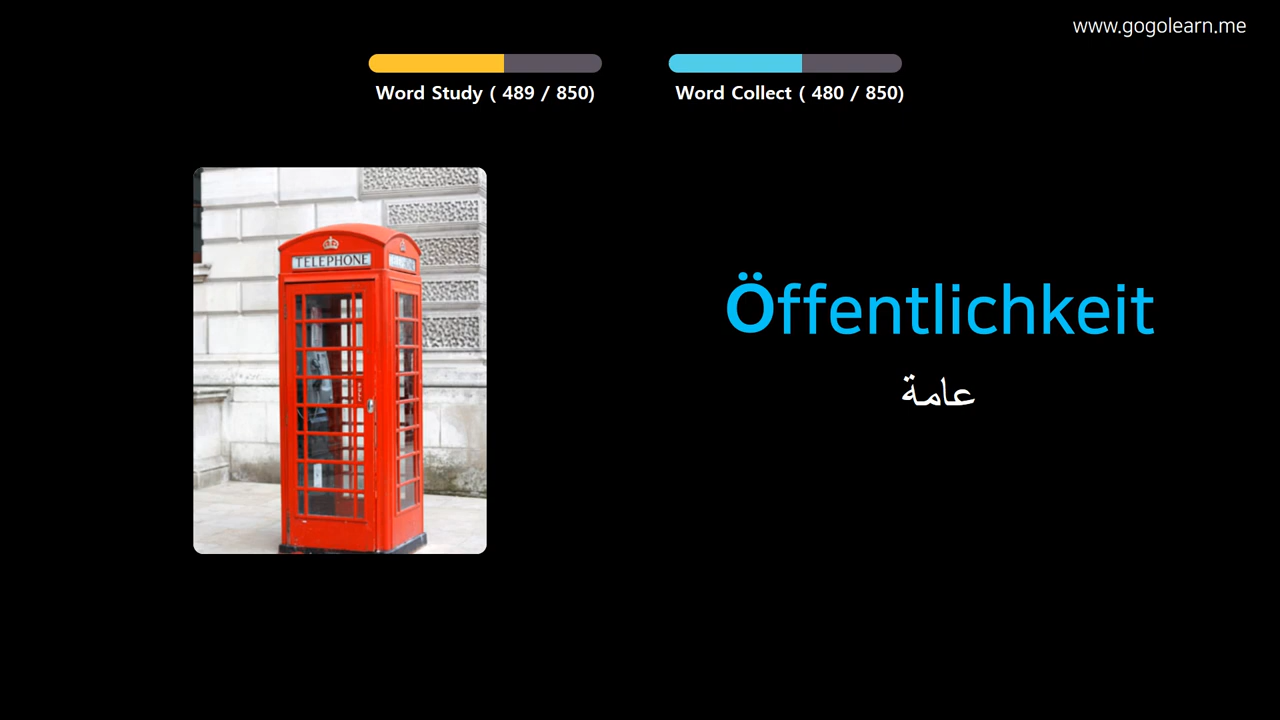 www.gogolearn.me
Word Study ( 489 / 850)
Word Collect ( 480 / 850)
TELEPHONE
Öffentlichkeit
عامة